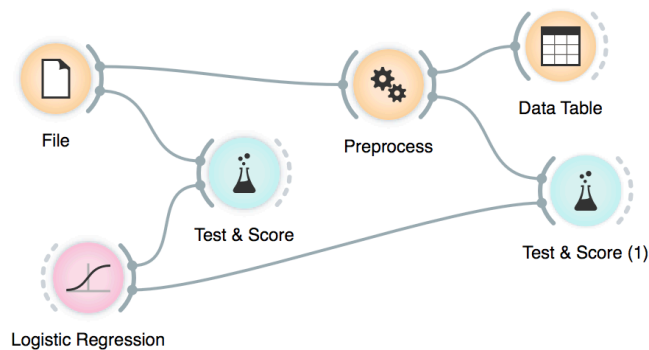 File
Preprocess
Data Table
Test & Score
Test & Score (1)
Logistic Regression